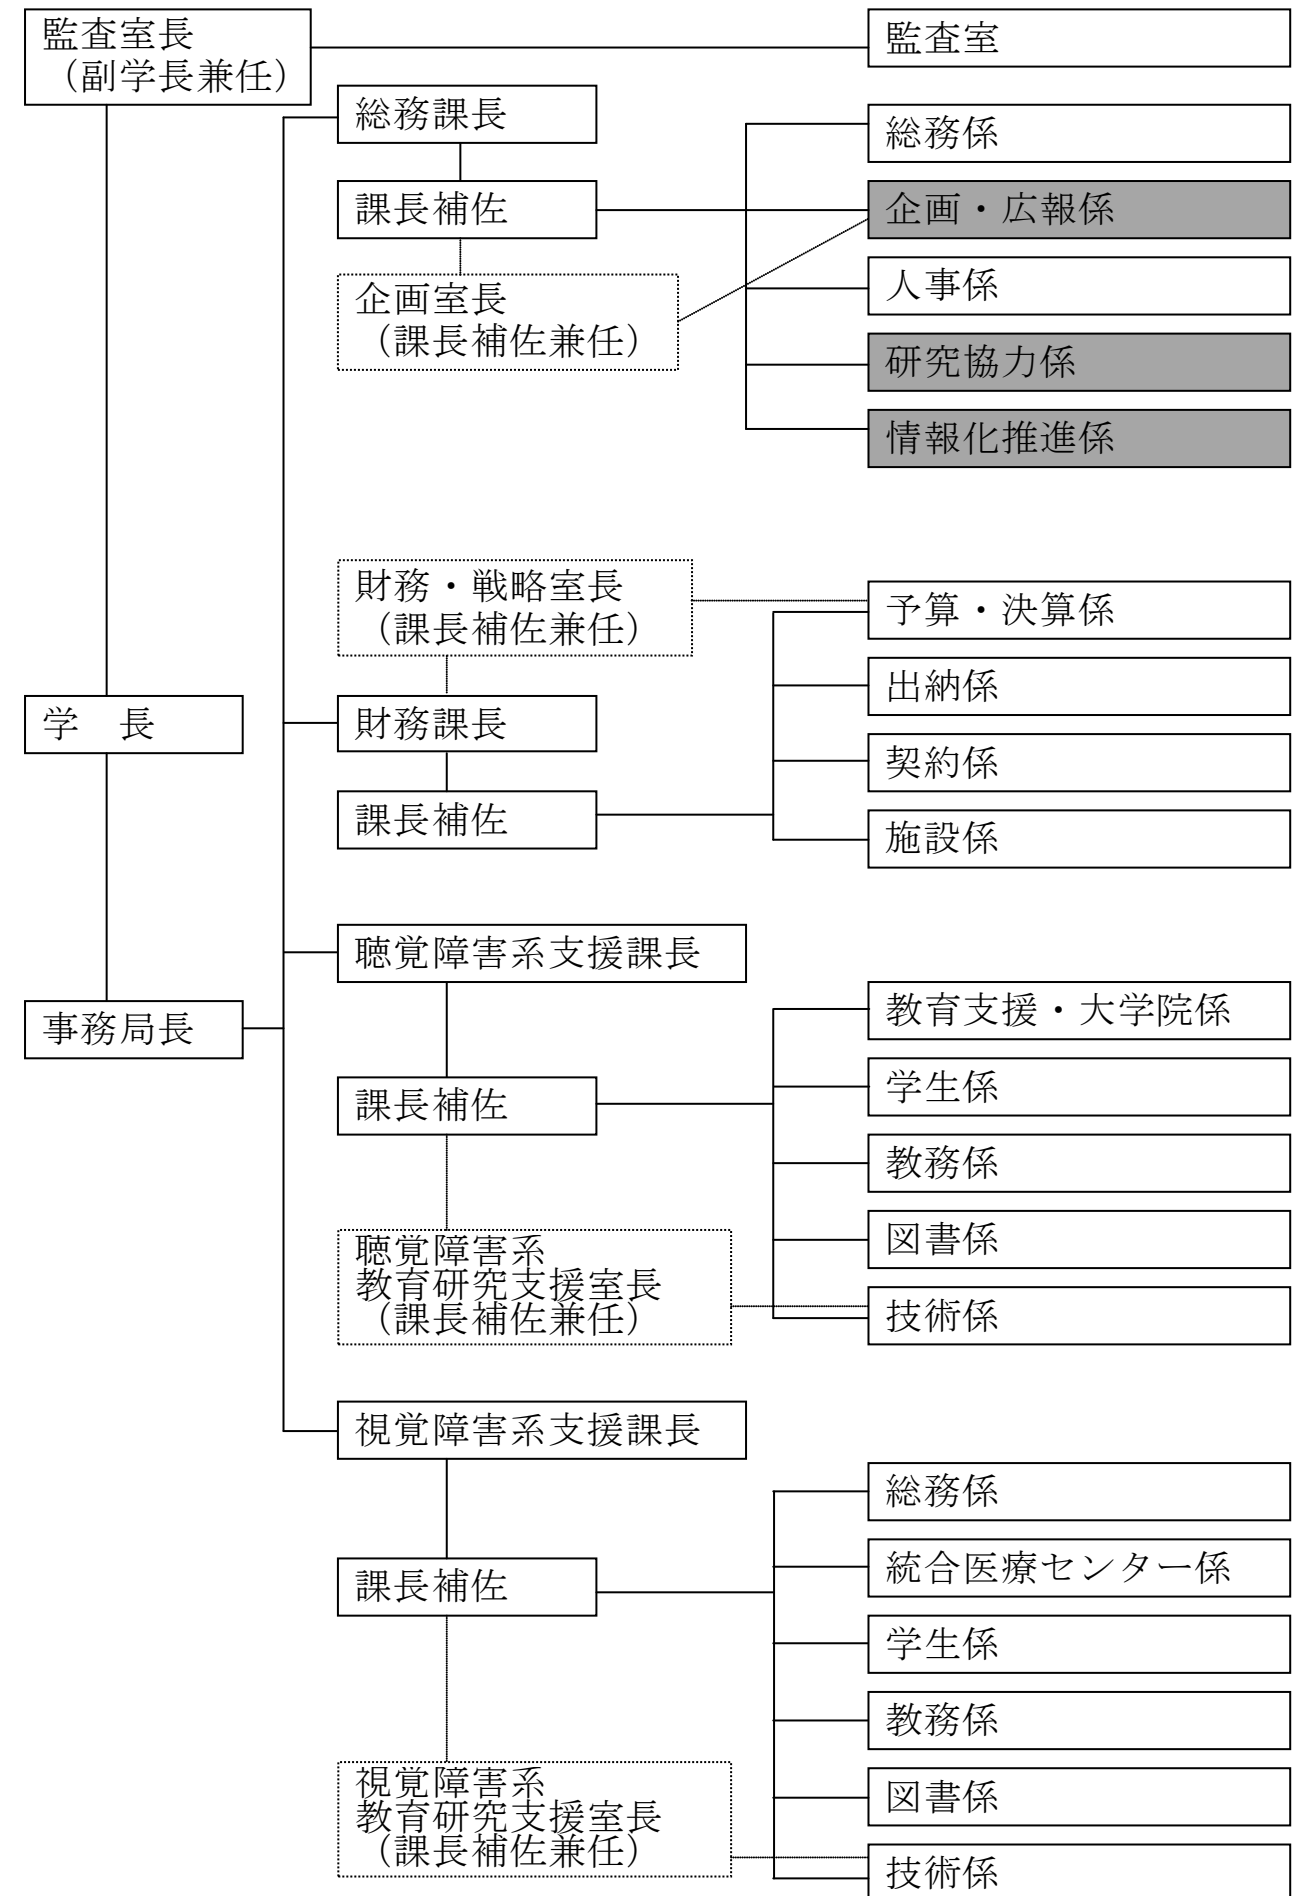 監査室長
（副学長兼任）
監査室
総務課長
課長補佐
企画室長
（課長補佐兼任）
総務係
企画・広報係
人事係
研究協力係
情報化推進係
財務・戦略室長
（課長補佐兼任）
財務課長
課長補佐
予算・決算係
出納係
契約係
施設係
学　長
事務局長
聴覚障害系支援課長
課長補佐
聴覚障害系
教育研究支援室長
（課長補佐兼任）
教育支援・大学院係
学生係
教務係
図書係
技術係
視覚障害系支援課長
課長補佐
視覚障害系
教育研究支援室長
（課長補佐兼任）
総務係
統合医療センター係
学生係
教務係
図書係
技術係